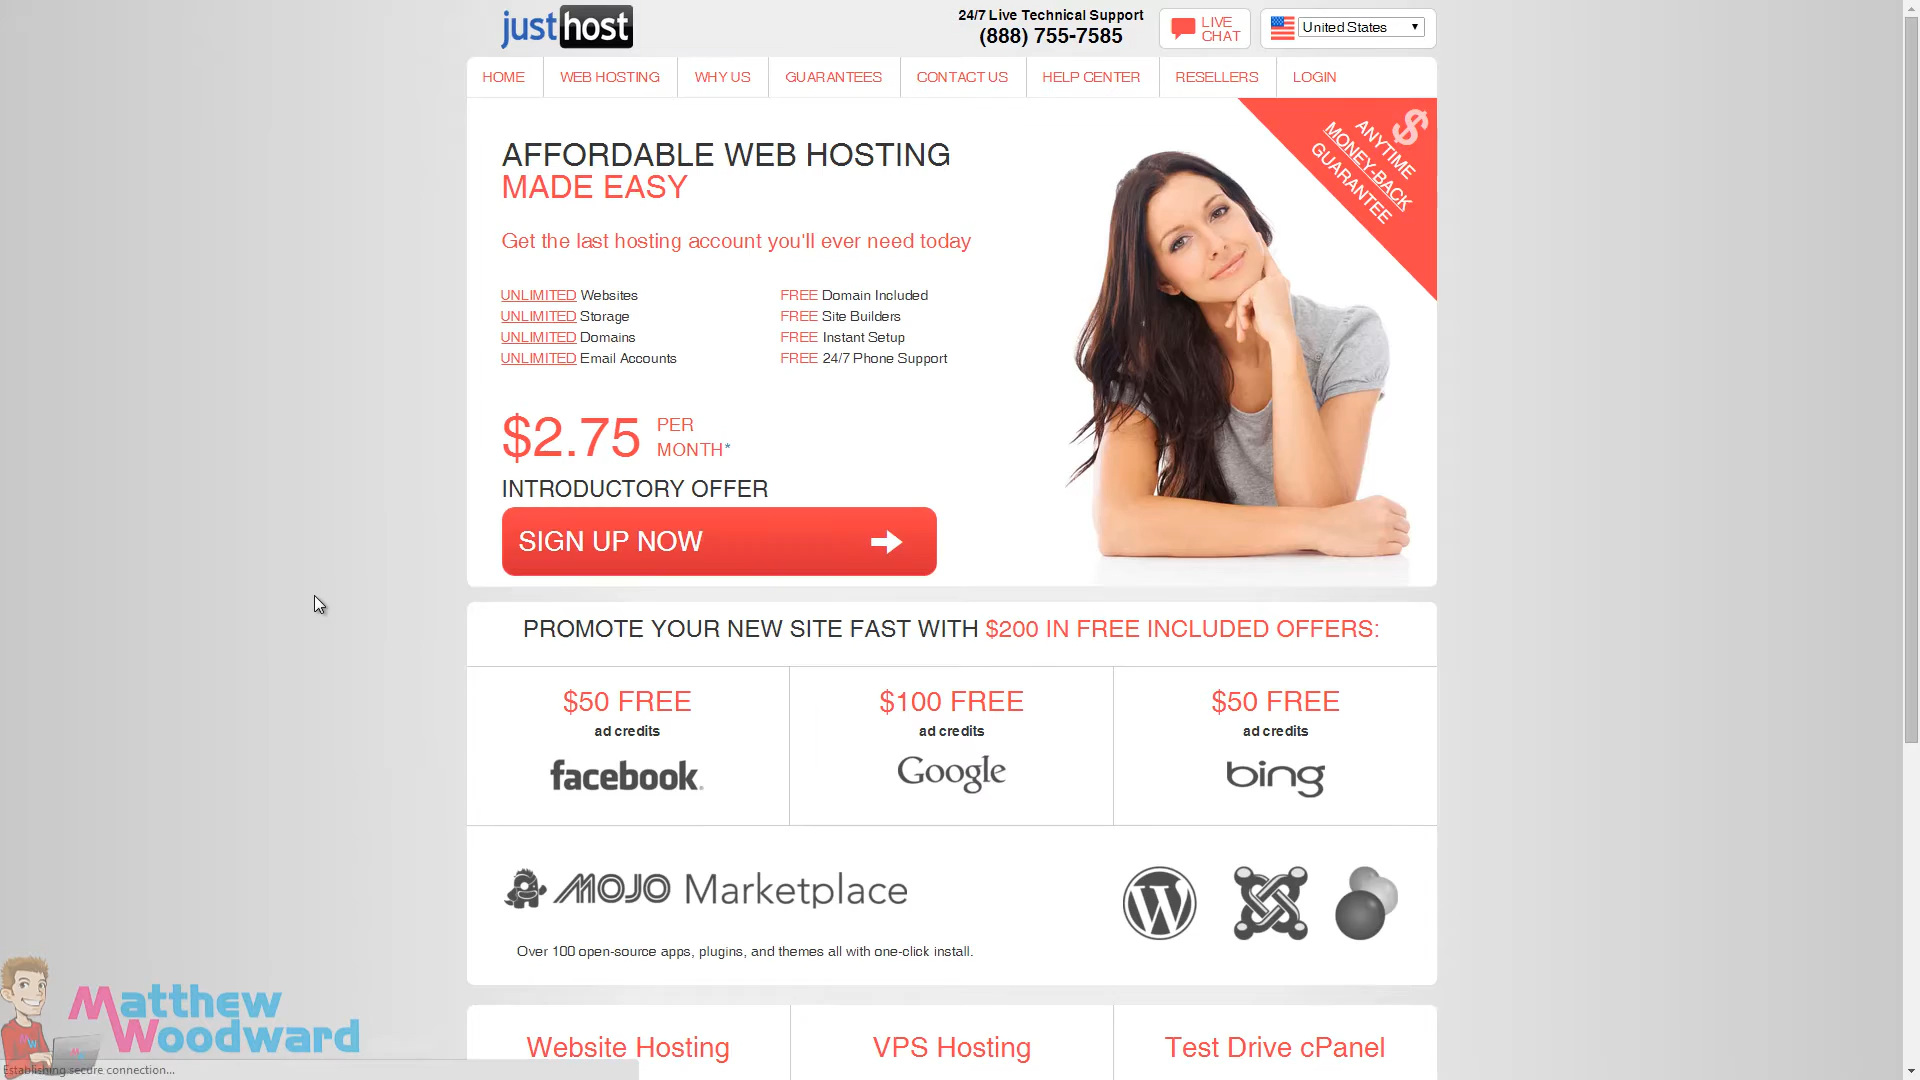 justhost
24/7 Live Technical Support
(888) 755-7585
LIVE
CHAT
United States
HOME
WEB HOSTING
WHY US
GUARANTEES
CONTACT US
HELP CENTER
RESELLERS
LOGIN
AFFORDABLE WEB HOSTING
MADE EASY
$
ANYTIME
MONEY-BACK
GUARANTEE
Get the last hosting account you'll ever need today
UNLIMITED Websites
UNLIMITED Storage
UNLIMITED Domains
UNLIMITED Email Accounts
FREE Domain Included
FREE Site Builders
FREE Instant Setup
FREE 24/7 Phone Support
$2.75 PER
MONTH*
INTRODUCTORY OFFER
SIGN UP NOW
PROMOTE YOUR NEW SITE FAST WITH $200 IN FREE INCLUDED OFFERS:
$50 FREE
ad credits
facebook.
$100 FREE
ad credits
Google
$50 FREE
ad credits
bing
MOJO Marketplace
Over 100 open-source apps, plugins, and themes all with one-click install.
Website Hosting
VPS Hosting
Test Drive cPanel
Matthew
Woodward
Establishing secure connection...